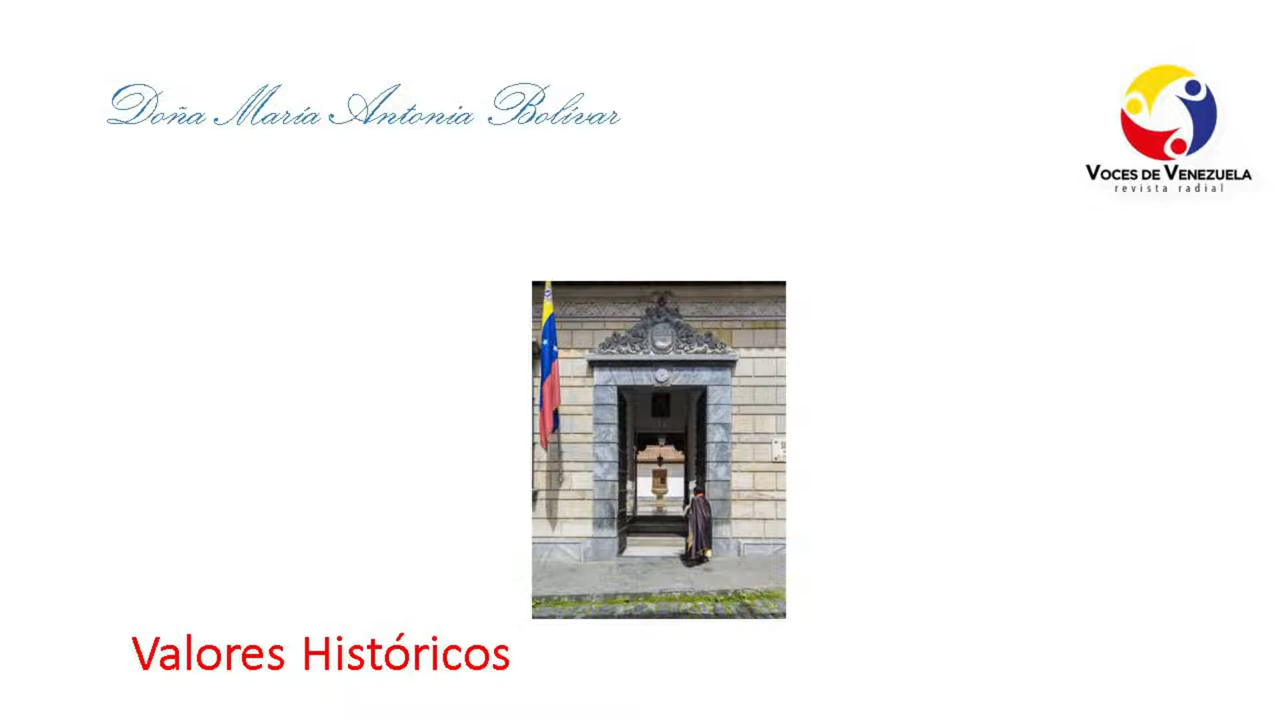 Doña María Antonia Bolívar
VOCES DE VENEZUELA
revista radial
Valores Históricos